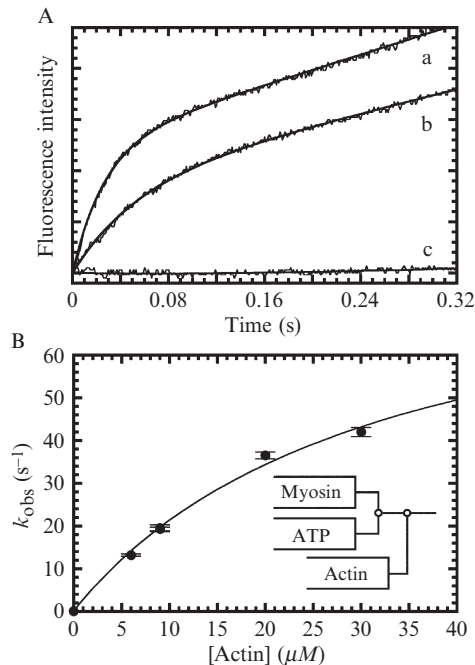 A
Fluorescence intensity
a
b
c
0 0.08 0.16 0.24 0.32
Time (s)
B
60
50
40
30
20
10
0
k_obs (s⁻¹)
Myosin
ATP
Actin
0 5 10 15 20 25 30 35 40
[Actin] (μM)